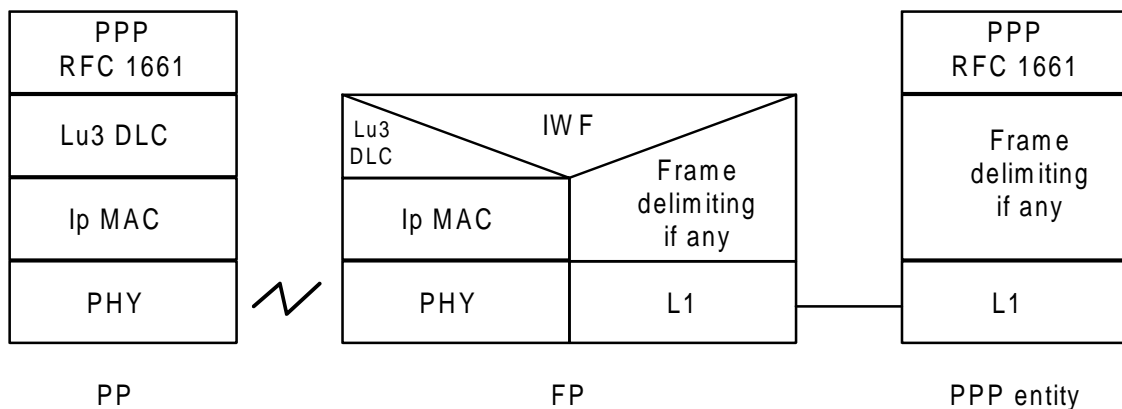 PPP
RFC 1661
Lu3 DLC
Ip MAC
PHY
PP
Lu3
DLC
IWF
Ip MAC
PHY
Frame
delimiting
if any
L1
FP
PPP
RFC 1661
Frame
delimiting
if any
L1
PPP entity